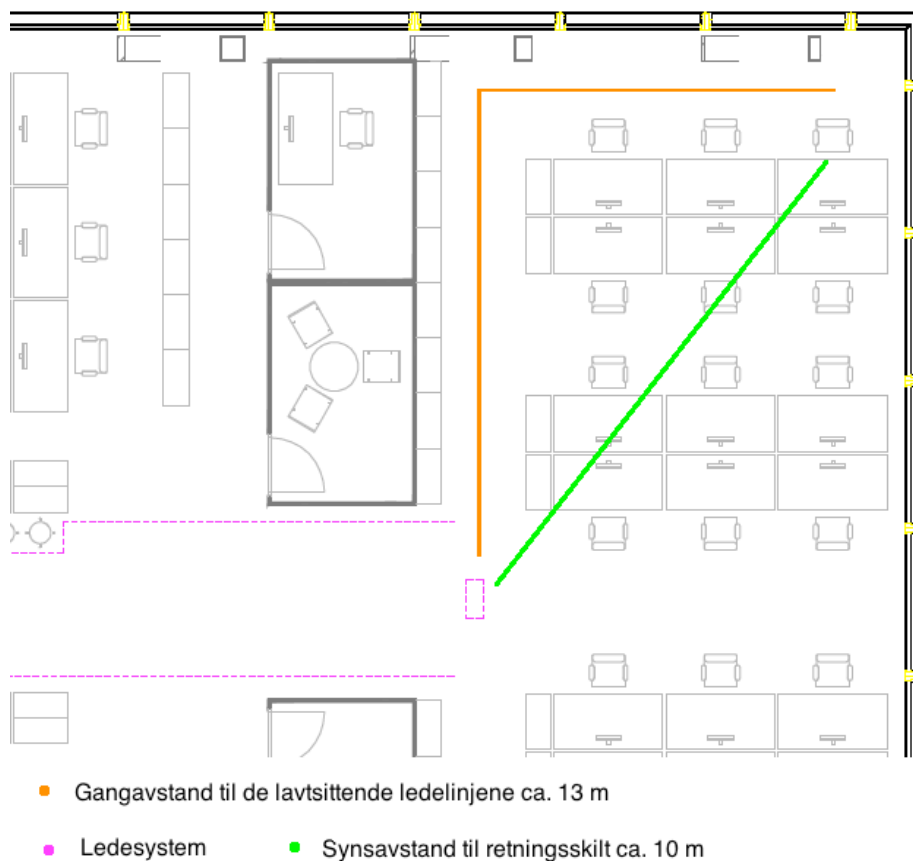 Gangavstand til de lavtsittende ledelinjene ca. 13 m
Ledesystem
Synsavstand til retningsskilt ca. 10 m